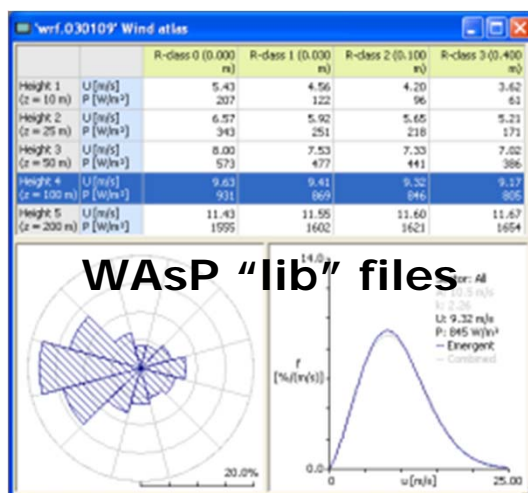 'wrf.030109' Wind atlas
R-class 0 (0.000 m) R-class 1 (0.030 m) R-class 2 (0.100 m) R-class 3 (0.400 m)
Height 1 U [m/s] 5.43 4.56 4.20 3.62
(z = 10 m) P [W/m²] 207 122 96 61
Height 2 U [m/s] 6.57 5.92 5.65 5.21
(z = 25 m) P [W/m²] 343 251 218 171
Height 3 U [m/s] 8.00 7.53 7.33 7.02
(z = 50 m) P [W/m²] 573 477 441 386
Height 4 U [m/s] 9.63 9.41 9.32 9.17
(z = 100 m) P [W/m²] 931 869 846 805
Height 5 U [m/s] 11.43 11.55 11.60 11.67
(z = 200 m) P [W/m²] 1555 1602 1621 1654
WAsP “lib” files
14.0
: All
A: 10.5 m/s
k: 2.26
U: 9.32 m/s
P: 845 W/m²
Emergent
Combined
f
[%/(m/s)]
20.0%
0.0
0 u [m/s] 25.00